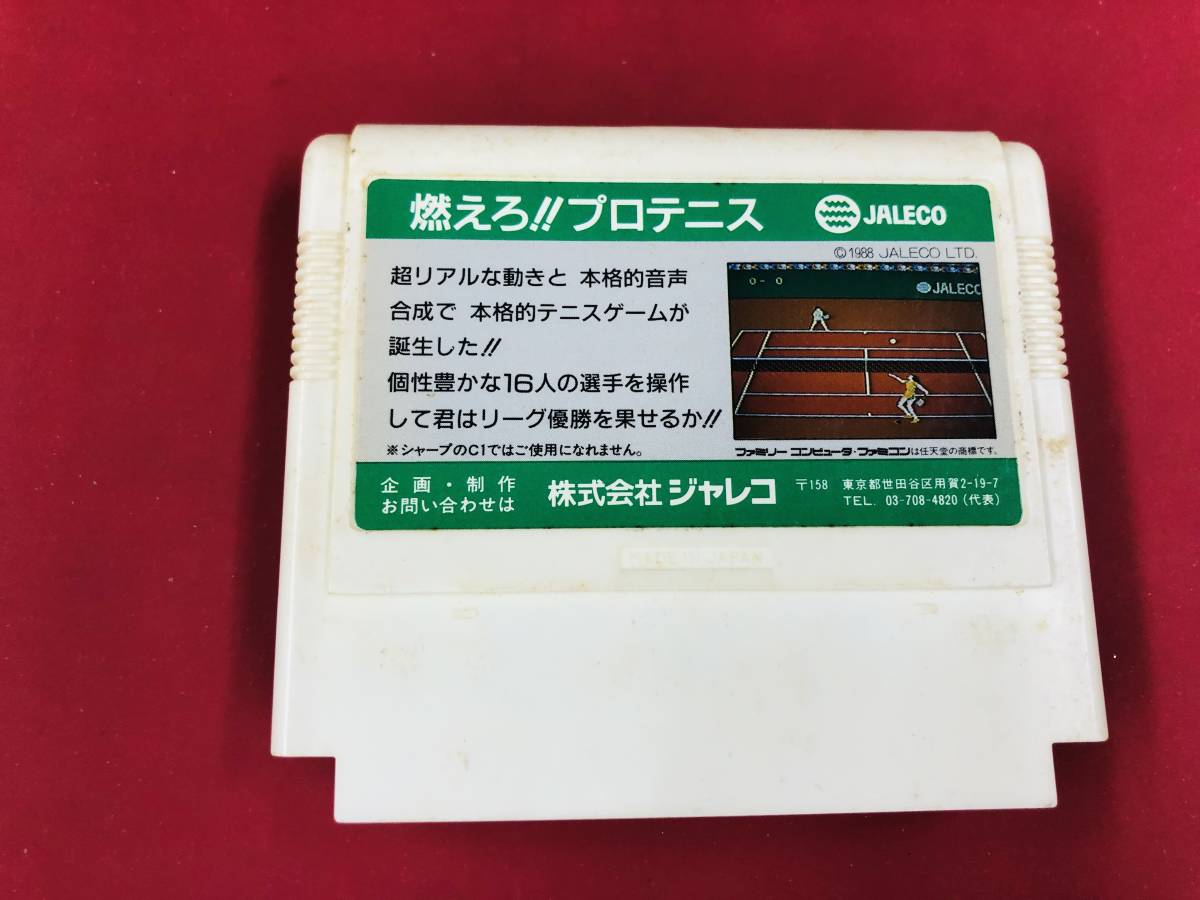 燃えろ!!プロテニス JALECO
©1988 JALECO LTD.
超リアルな動きと 本格的音声
合成で 本格的テニスゲームが
誕生した!!
個性豊かな16人の選手を操作
して君はリーグ優勝を果せるか!!
※シャープのC1ではご使用になれません。
0- 0
JALECO
ファミリー コンピュータ・ファミコンは任天堂の商標です。
企画・制作
お問い合わせは
株式会社 ジャレコ
〒158 東京都世田谷区用賀2-19-7
TEL. 03-708-4820 (代表)
MADE IN JAPAN